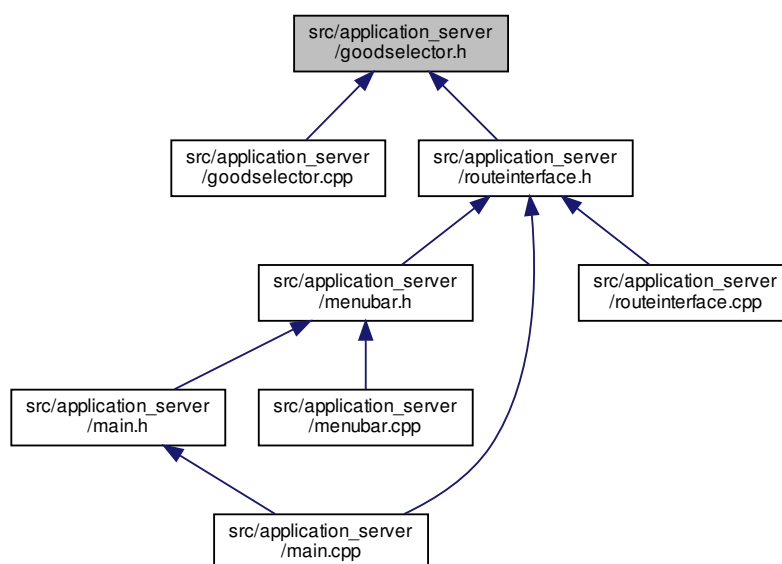 src/application_server
/goodselector.h
src/application_server
/goodselector.cpp
src/application_server
/routeinterface.h
src/application_server
/menubar.h
src/application_server
/routeinterface.cpp
src/application_server
/main.h
src/application_server
/menubar.cpp
src/application_server
/main.cpp